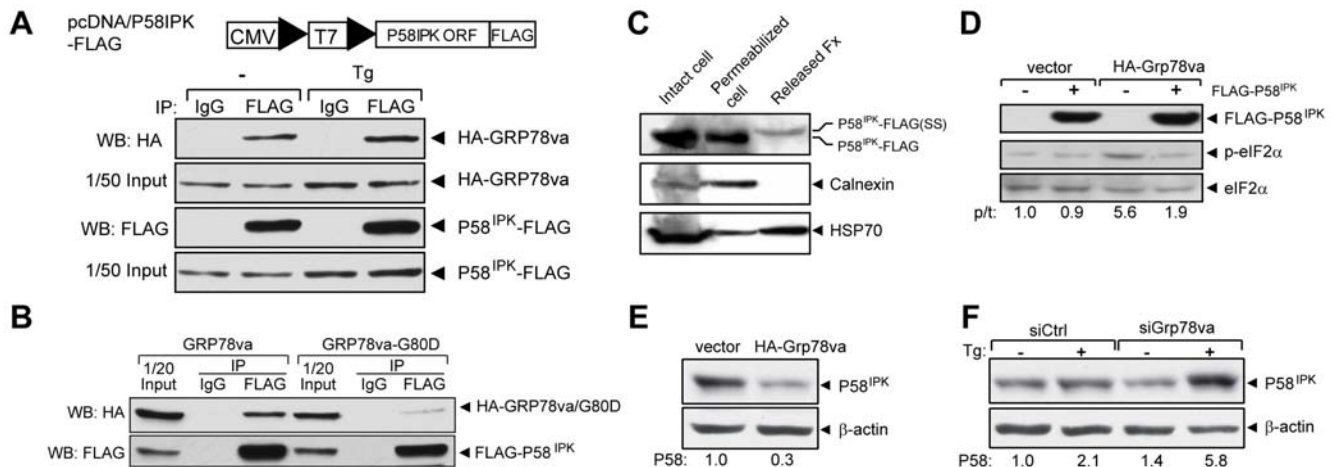 A
pcDNA/P58IPK
-FLAG
CMV T7 P58IPK ORF FLAG
- Tg
IP: IgG FLAG IgG FLAG
WB: HA HA-GRP78va
1/50 Input HA-GRP78va
WB: FLAG P58IPK-FLAG
1/50 Input P58IPK-FLAG
B
GRP78va GRP78va-G80D
1/20 Input IP IgG FLAG 1/20 Input IP IgG FLAG
WB: HA HA-GRP78va/G80D
WB: FLAG FLAG-P58 IPK
C
Intact cell Permeabilized cell Released Fx
P58IPK-FLAG(SS)
P58IPK-FLAG
Calnexin
HSP70
D
vector HA-Grp78va
- + - + FLAG-P58IPK
FLAG-P58IPK
p-eIF2α
eIF2α
p/t: 1.0 0.9 5.6 1.9
E
vector HA-Grp78va
P58IPK
β-actin
P58: 1.0 0.3
F
siCtrl siGrp78va
Tg: - + - +
P58IPK
β-actin
P58: 1.0 2.1 1.4 5.8